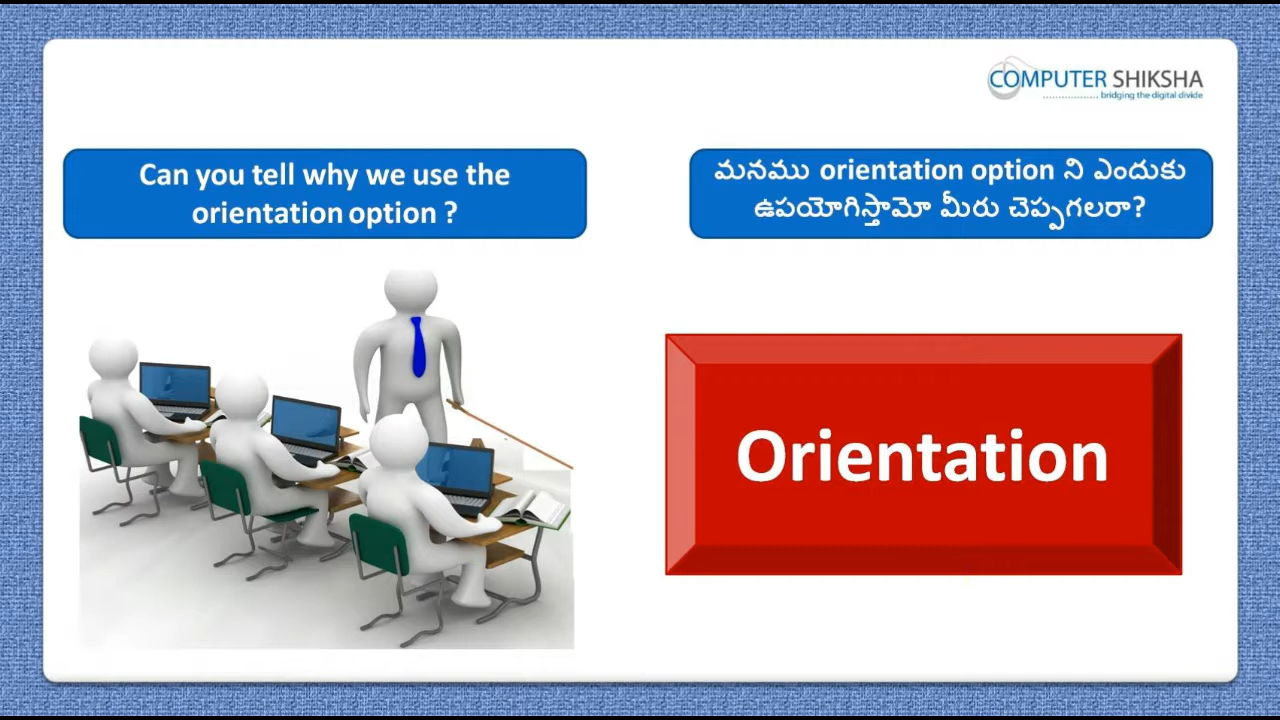 COMPUTER SHIKSHA
bridging the digital divide
Can you tell why we use the
orientation option ?
మనము orientation option ని ఎందుకు
ఉపయోగిస్తామో మీరు చెప్పగలరా?
Orientation